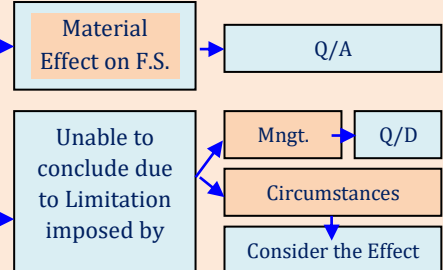 Material
Effect on F.S.
Q/A
Unable to
conclude due
to Limitation
imposed by
Mngt.
Q/D
Circumstances
Consider the Effect